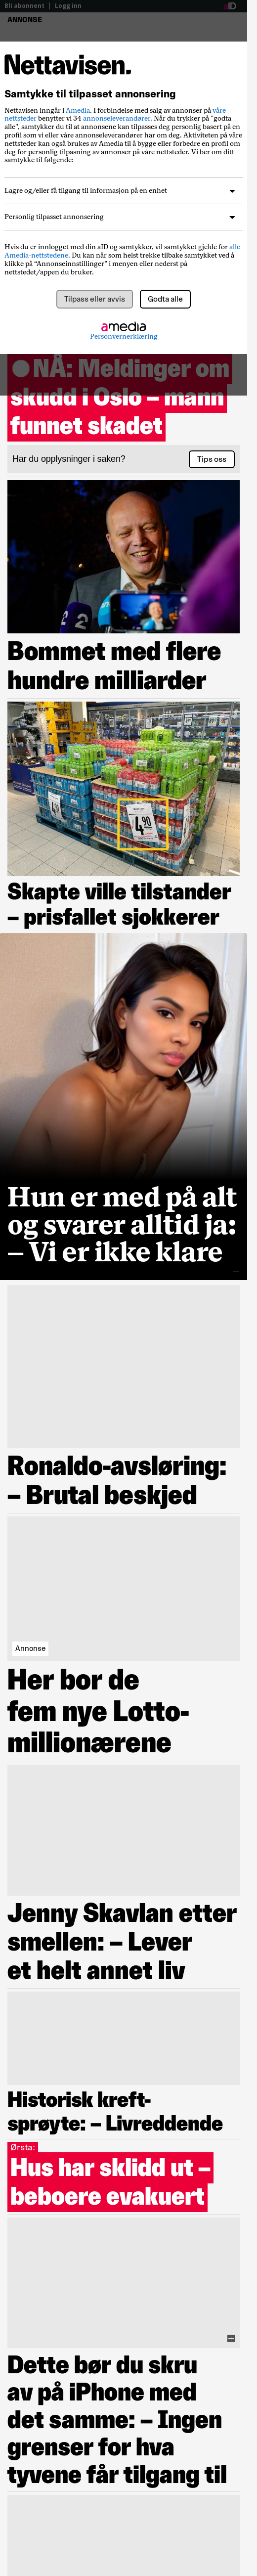 Bli abonnent | Logg inn
aID
ANNONSE
Nettavisen.
Samtykke til tilpasset annonsering
Nettavisen inngår i Amedia. I forbindelse med salg av annonser på våre
nettsteder benytter vi 34 annonseleverandører. Når du trykker på "godta
alle", samtykker du til at annonsene kan tilpasses deg personlig basert på en
profil som vi eller våre annonseleverandører har om deg. Aktiviteten på våre
nettsteder kan også brukes av Amedia til å bygge eller forbedre en profil om
deg for personlig tilpasning av annonser på våre nettsteder. Vi ber om ditt
samtykke til følgende:
Lagre og/eller få tilgang til informasjon på en enhet
Personlig tilpasset annonsering
Hvis du er innlogget med din aID og samtykker, vil samtykket gjelde for alle
Amedia-nettstedene. Du kan når som helst trekke tilbake samtykket ved å
klikke på “Annonseinnstillinger” i menyen eller nederst på
nettstedet/appen du bruker.
Tilpass eller avvis
Godta alle
amedia
Personvernerklæring
NÅ: Meldinger om
skudd i Oslo – mann
funnet skadet
Har du opplysninger i saken?
Tips oss
Bommet med flere
hundre milliarder
4,90
4,90
Skapte ville tilstander
– prisfallet sjokkerer
Hun er med på alt
og svarer alltid ja:
– Vi er ikke klare
Ronaldo-avsløring:
– Brutal beskjed
Annonse
Her bor de
fem nye Lotto-
millionærene
Jenny Skavlan etter
smellen: – Lever
et helt annet liv
Historisk kreft-
sprøyte: – Livreddende
Ørsta:
Hus har sklidd ut –
beboere evakuert
Dette bør du skru
av på iPhone med
det samme: – Ingen
grenser for hva
tyvene får tilgang til